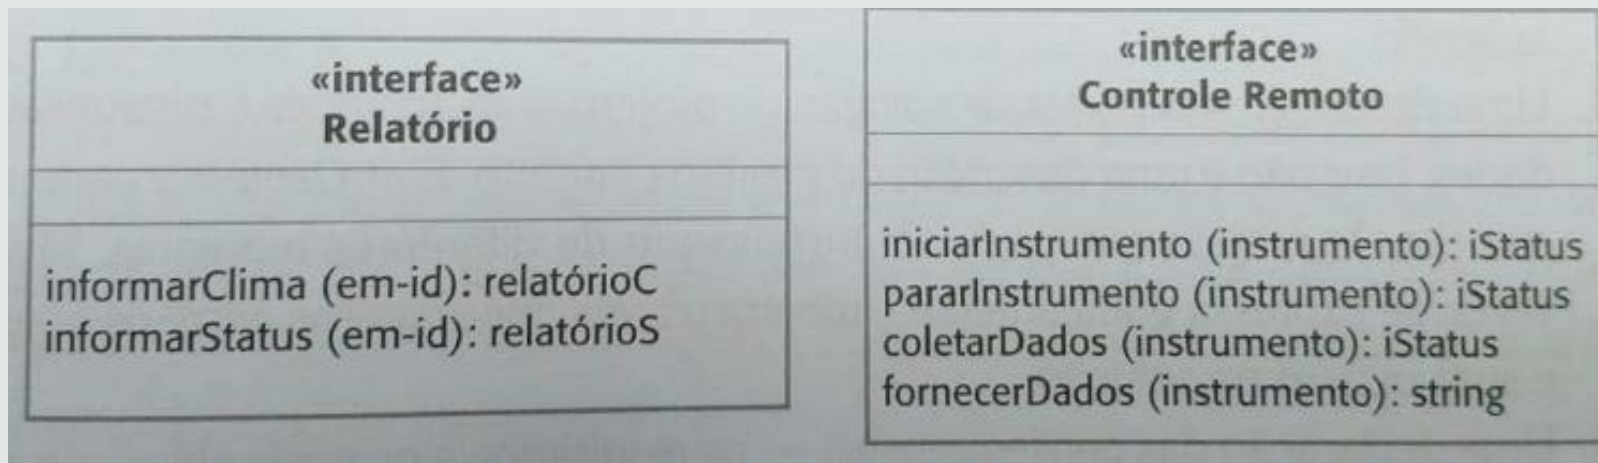 «interface»
Relatório
informarClima (em-id): relatórioC
informarStatus (em-id): relatórioS
«interface»
Controle Remoto
iniciarInstrumento (instrumento): iStatus
pararInstrumento (instrumento): iStatus
coletarDados (instrumento): iStatus
fornecerDados (instrumento): string